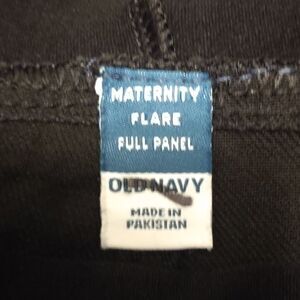 MATERNITY
FLARE
FULL PANEL
OLD NAVY
MADE IN
PAKISTAN